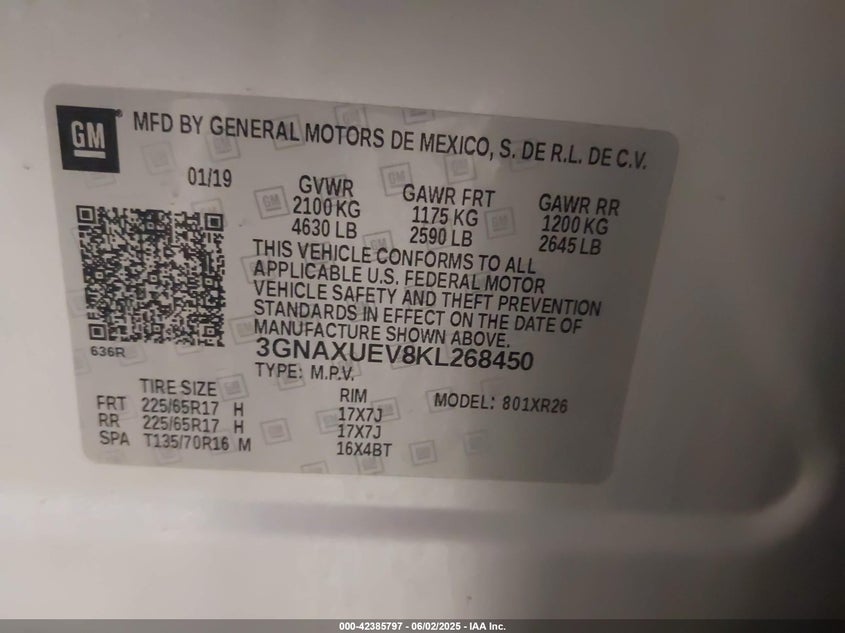 GM
MFD BY GENERAL MOTORS DE MEXICO, S. DE R.L. DE C.V.
01/19
GVWR
2100 KG
4630 LB
GAWR FRT
1175 KG
2590 LB
GAWR RR
1200 KG
2645 LB
THIS VEHICLE CONFORMS TO ALL
APPLICABLE U.S. FEDERAL MOTOR
VEHICLE SAFETY AND THEFT PREVENTION
STANDARDS IN EFFECT ON THE DATE OF
MANUFACTURE SHOWN ABOVE.
636R
3GNAXUEV8KL268450
TYPE: M.P.V.
TIRE SIZE RIM MODEL: 801XR26
FRT 225/65R17 H 17X7J
RR 225/65R17 H 17X7J
SPA T135/70R16 M 16X4BT
000-42385797 - 06/02/2025 - IAA Inc.